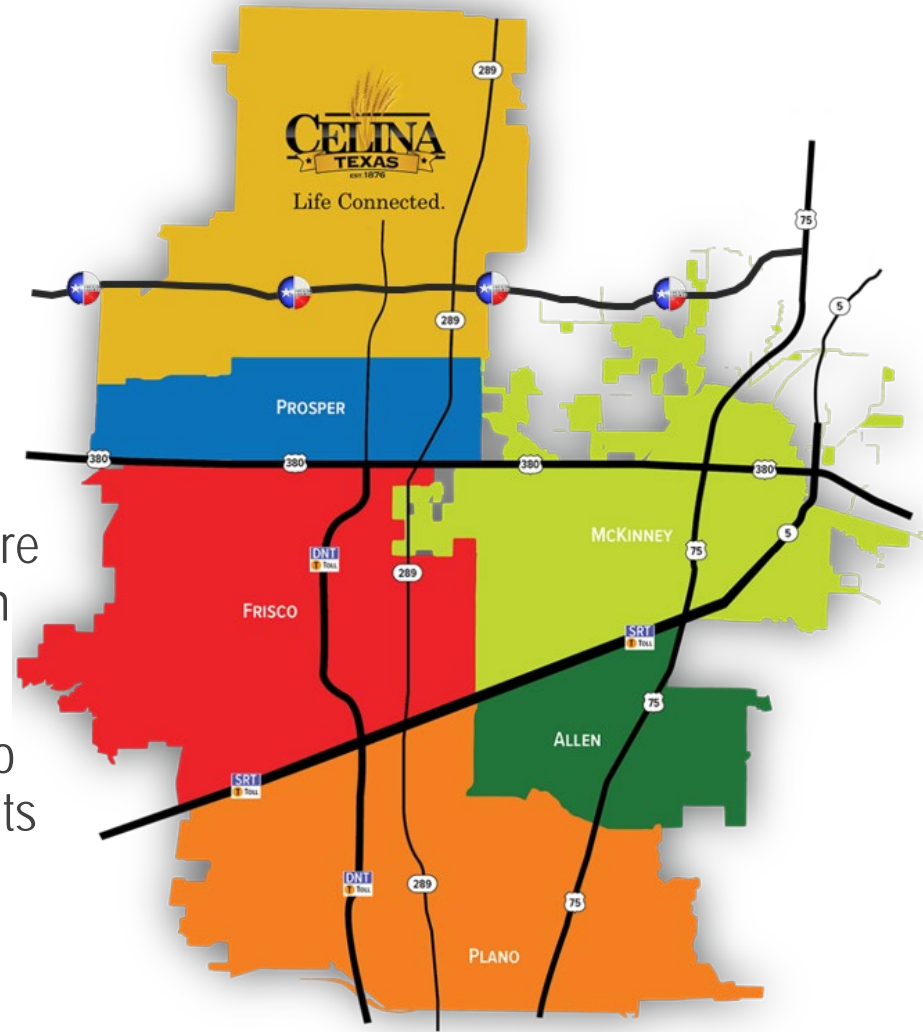 289
CELINA
TEXAS
EST. 1876
Life Connected.
75
289
5
PROSPER
380
380
380
380
re
MCKINNEY
5
DNT
T TOLL
75
289
FRISCO
SRT
T TOLL
75
ALLEN
SRT
T TOLL
ts
DNT
T TOLL
289
75
PLANO